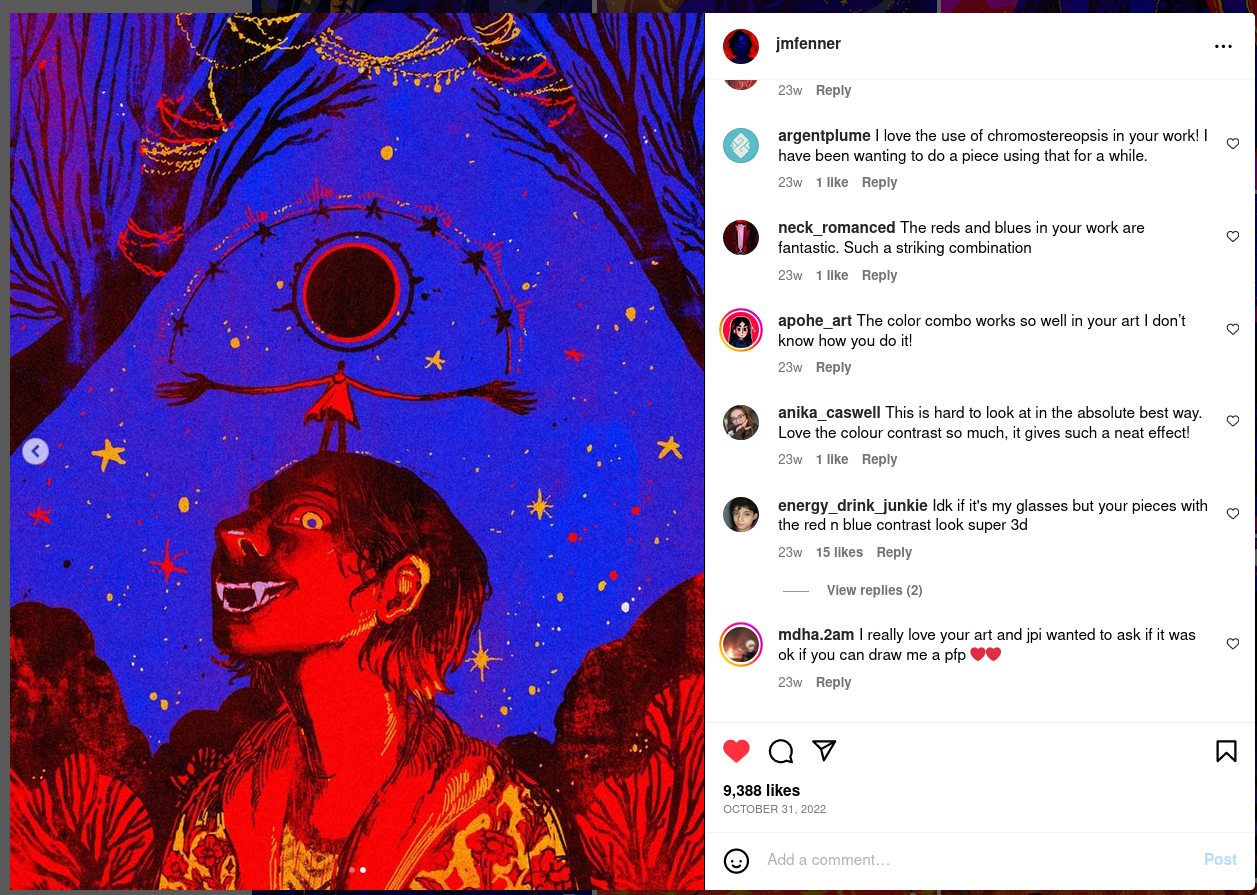 jmfenner
23w Reply
argentplume I love the use of chromostereopsis in your work! I
have been wanting to do a piece using that for a while.
23w 1 like Reply
neck_romanced The reds and blues in your work are
fantastic. Such a striking combination
23w 1 like Reply
apohe_art The color combo works so well in your art I don’t
know how you do it!
23w Reply
anika_caswell This is hard to look at in the absolute best way.
Love the colour contrast so much, it gives such a neat effect!
23w 1 like Reply
energy_drink_junkie Idk if it's my glasses but your pieces with
the red n blue contrast look super 3d
23w 15 likes Reply
View replies (2)
mdha.2am I really love your art and jpi wanted to ask if it was
ok if you can draw me a pfp ❤️❤️
23w Reply
9,388 likes
OCTOBER 31, 2022
Add a comment…
Post